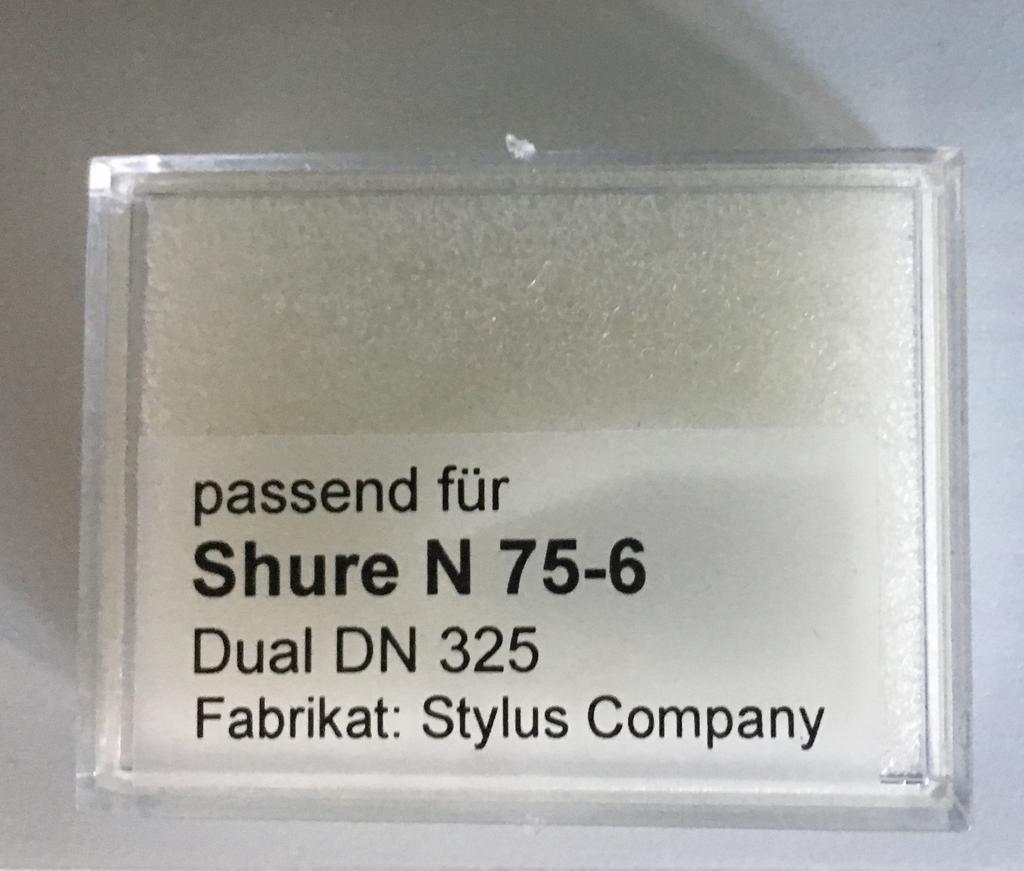 passend für
Shure N 75-6
Dual DN 325
Fabrikat: Stylus Company